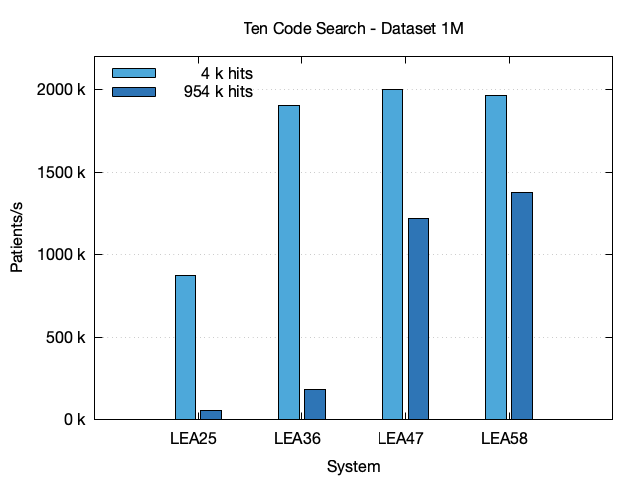 Ten Code Search - Dataset 1M
4 k hits
954 k hits
2000 k
1500 k
1000 k
500 k
0 k
Patients/s
LEA25 LEA36 LEA47 LEA58
System